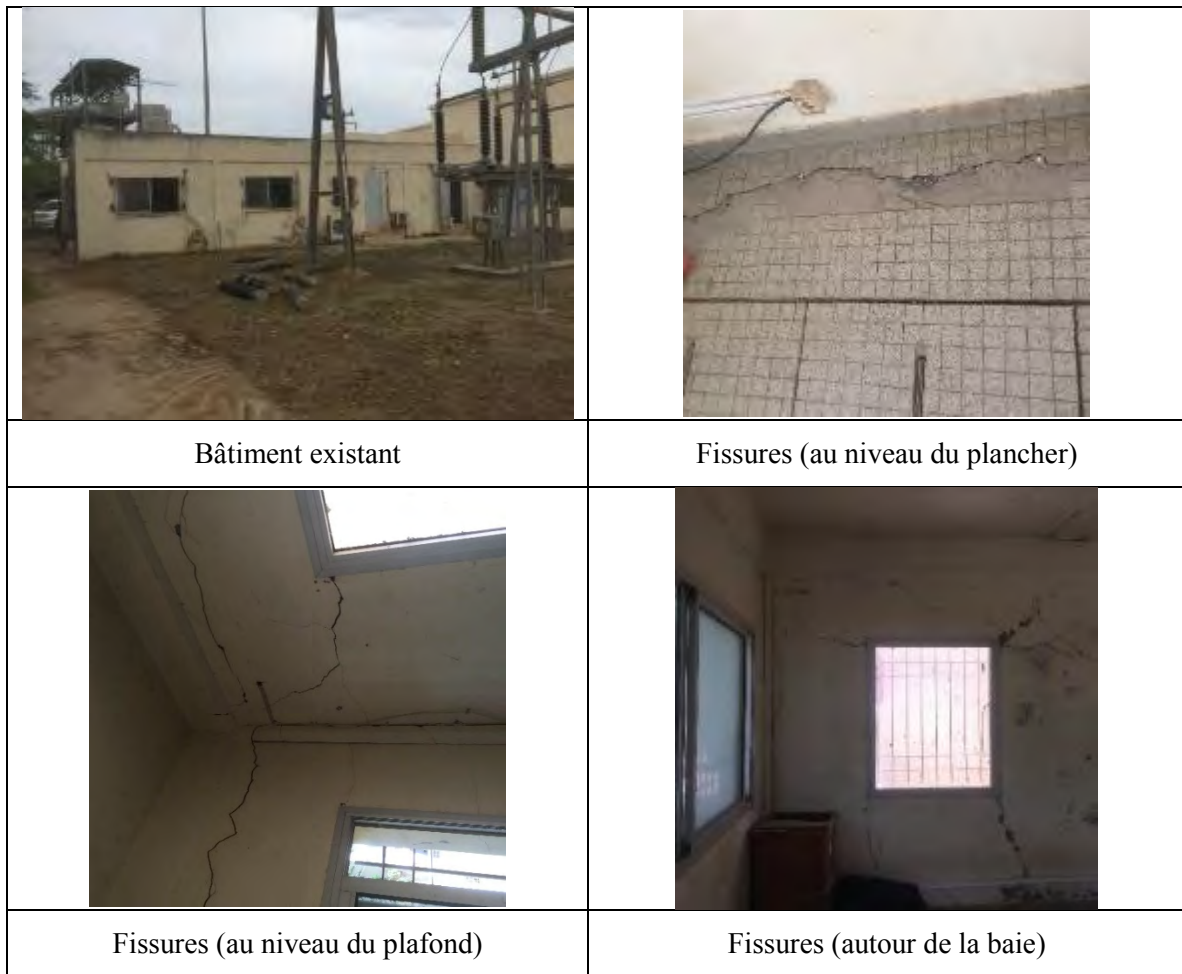 Bâtiment existant
Fissures (au niveau du plancher)
Fissures (au niveau du plafond)
Fissures (autour de la baie)